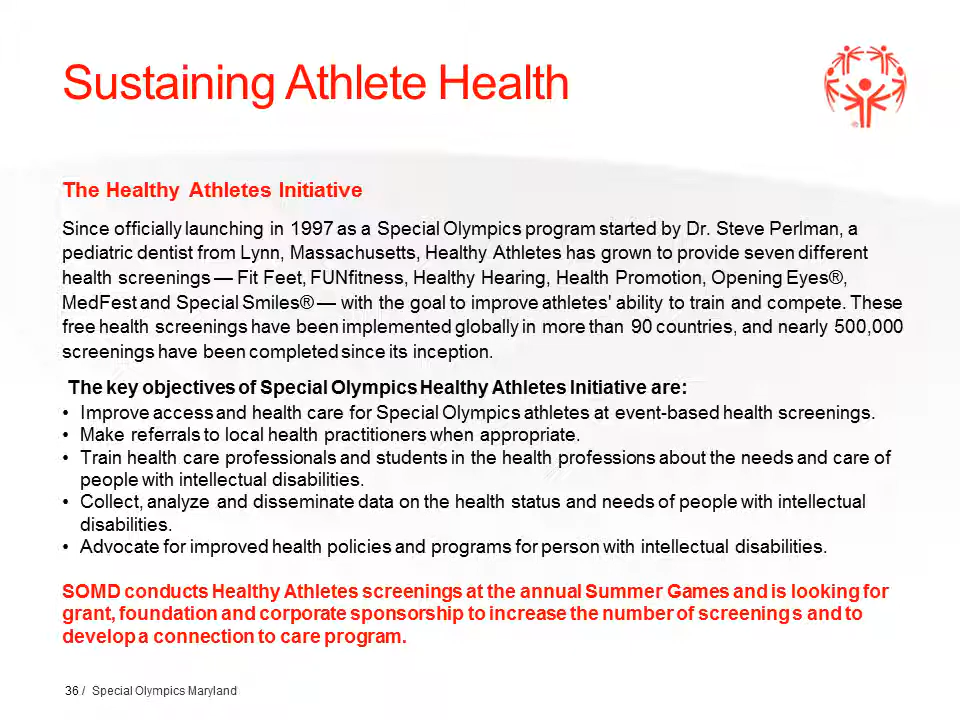 Sustaining Athlete Health
The Healthy Athletes Initiative
Since officially launching in 1997 as a Special Olympics program started by Dr. Steve Perlman, a
pediatric dentist from Lynn, Massachusetts, Healthy Athletes has grown to provide seven different
health screenings — Fit Feet, FUNfitness, Healthy Hearing, Health Promotion, Opening Eyes®,
MedFest and Special Smiles® — with the goal to improve athletes' ability to train and compete. These
free health screenings have been implemented globally in more than 90 countries, and nearly 500,000
screenings have been completed since its inception.
The key objectives of Special Olympics Healthy Athletes Initiative are:
• Improve access and health care for Special Olympics athletes at event-based health screenings.
• Make referrals to local health practitioners when appropriate.
• Train health care professionals and students in the health professions about the needs and care of
people with intellectual disabilities.
• Collect, analyze and disseminate data on the health status and needs of people with intellectual
disabilities.
• Advocate for improved health policies and programs for person with intellectual disabilities.
SOMD conducts Healthy Athletes screenings at the annual Summer Games and is looking for
grant, foundation and corporate sponsorship to increase the number of screenings and to
develop a connection to care program.
36 / Special Olympics Maryland